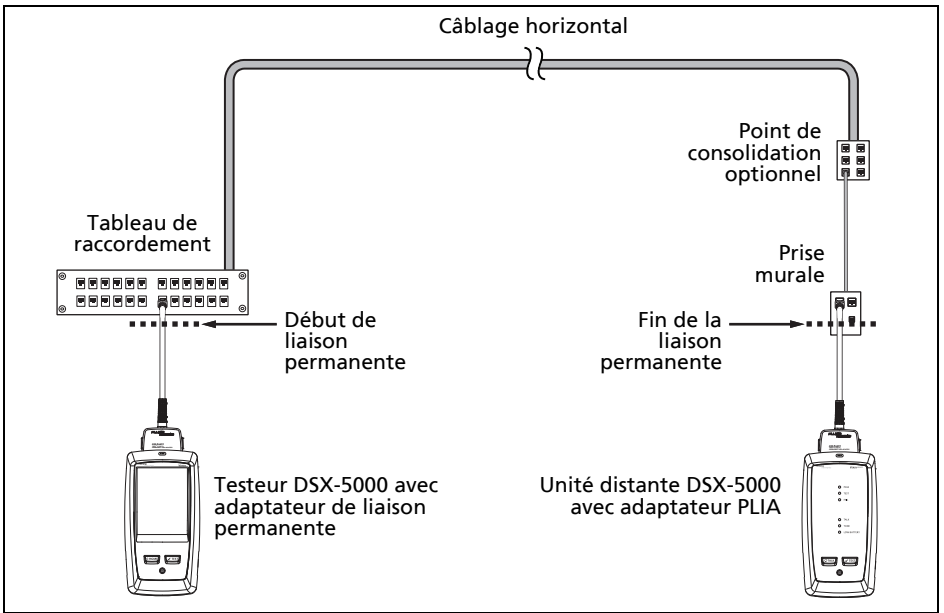 Câblage horizontal
Point de
consolidation
optionnel
Tableau de
raccordement
Prise
murale
Début de
liaison
permanente
Fin de la
liaison
permanente
Testeur DSX-5000 avec
adaptateur de liaison
permanente
Unité distante DSX-5000
avec adaptateur PLIA